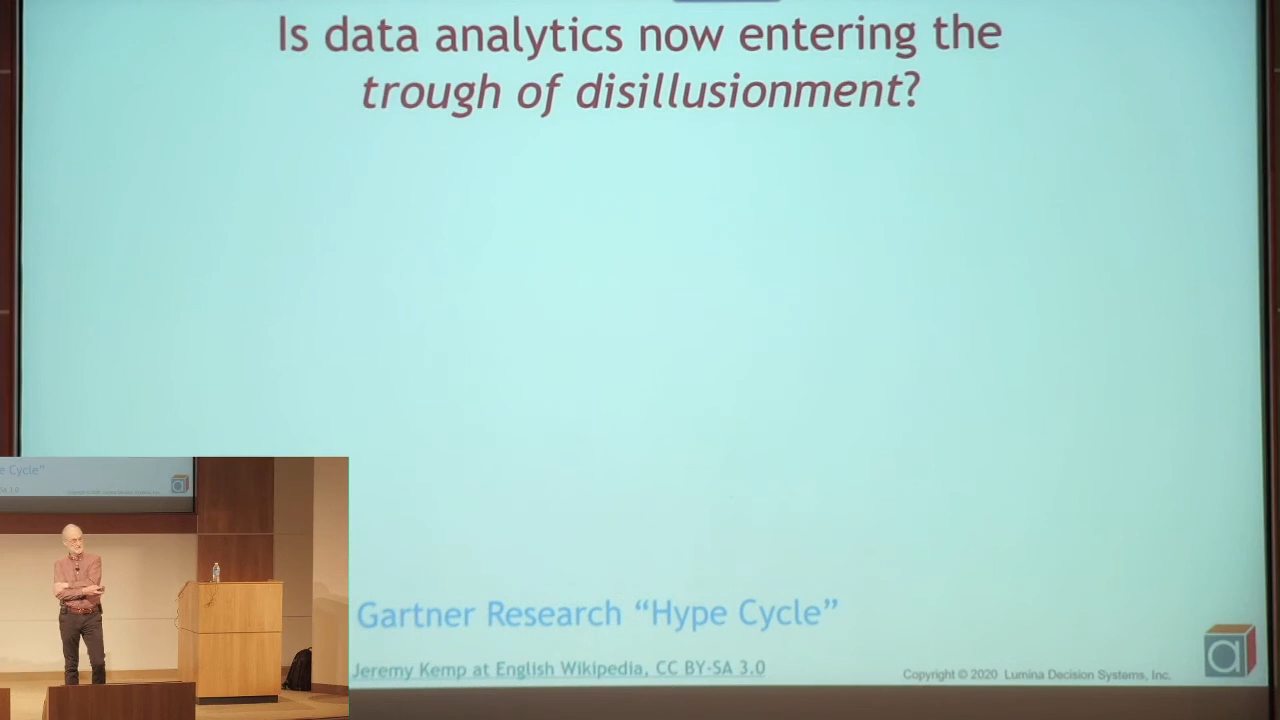 Is data analytics now entering the
trough of disillusionment?
Gartner Research “Hype Cycle”
Jeremy Kemp at English Wikipedia, CC BY-SA 3.0
Copyright © 2020 Lumina Decision Systems, Inc.
a
e Cycle”